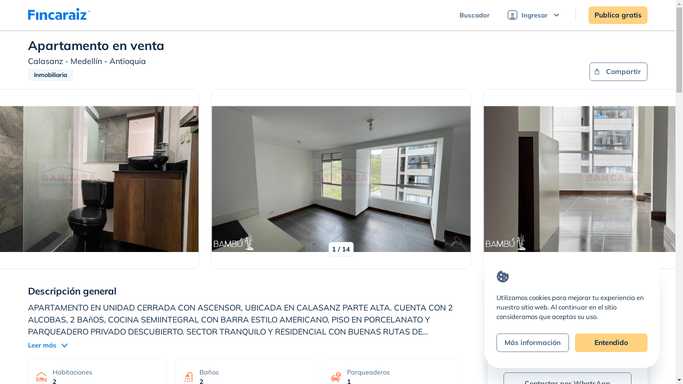 Fincaraíz
Buscador
Ingresar
Publica gratis
Apartamento en venta
Calasanz - Medellín - Antioquia
Inmobiliaria
Compartir
BAMBÚ
1 / 14
BAMBÚ
Descripción general
APARTAMENTO EN UNIDAD CERRADA CON ASCENSOR, UBICADA EN CALASANZ PARTE ALTA. CUENTA CON 2
ALCOBAS, 2 BAÑOS, COCINA SEMIINTEGRAL CON BARRA ESTILO AMERICANO, PISO EN PORCELANATO Y
PARQUEADERO PRIVADO DESCUBIERTO. SECTOR TRANQUILO Y RESIDENCIAL CON BUENAS RUTAS DE...
Leer más
Habitaciones
2
Baños
2
Parqueaderos
1
Utilizamos cookies para mejorar tu experiencia en
nuestro sitio web. Al continuar en el sitio
consideramos que aceptas su uso.
Más información
Entendido
Contactar por WhatsApp